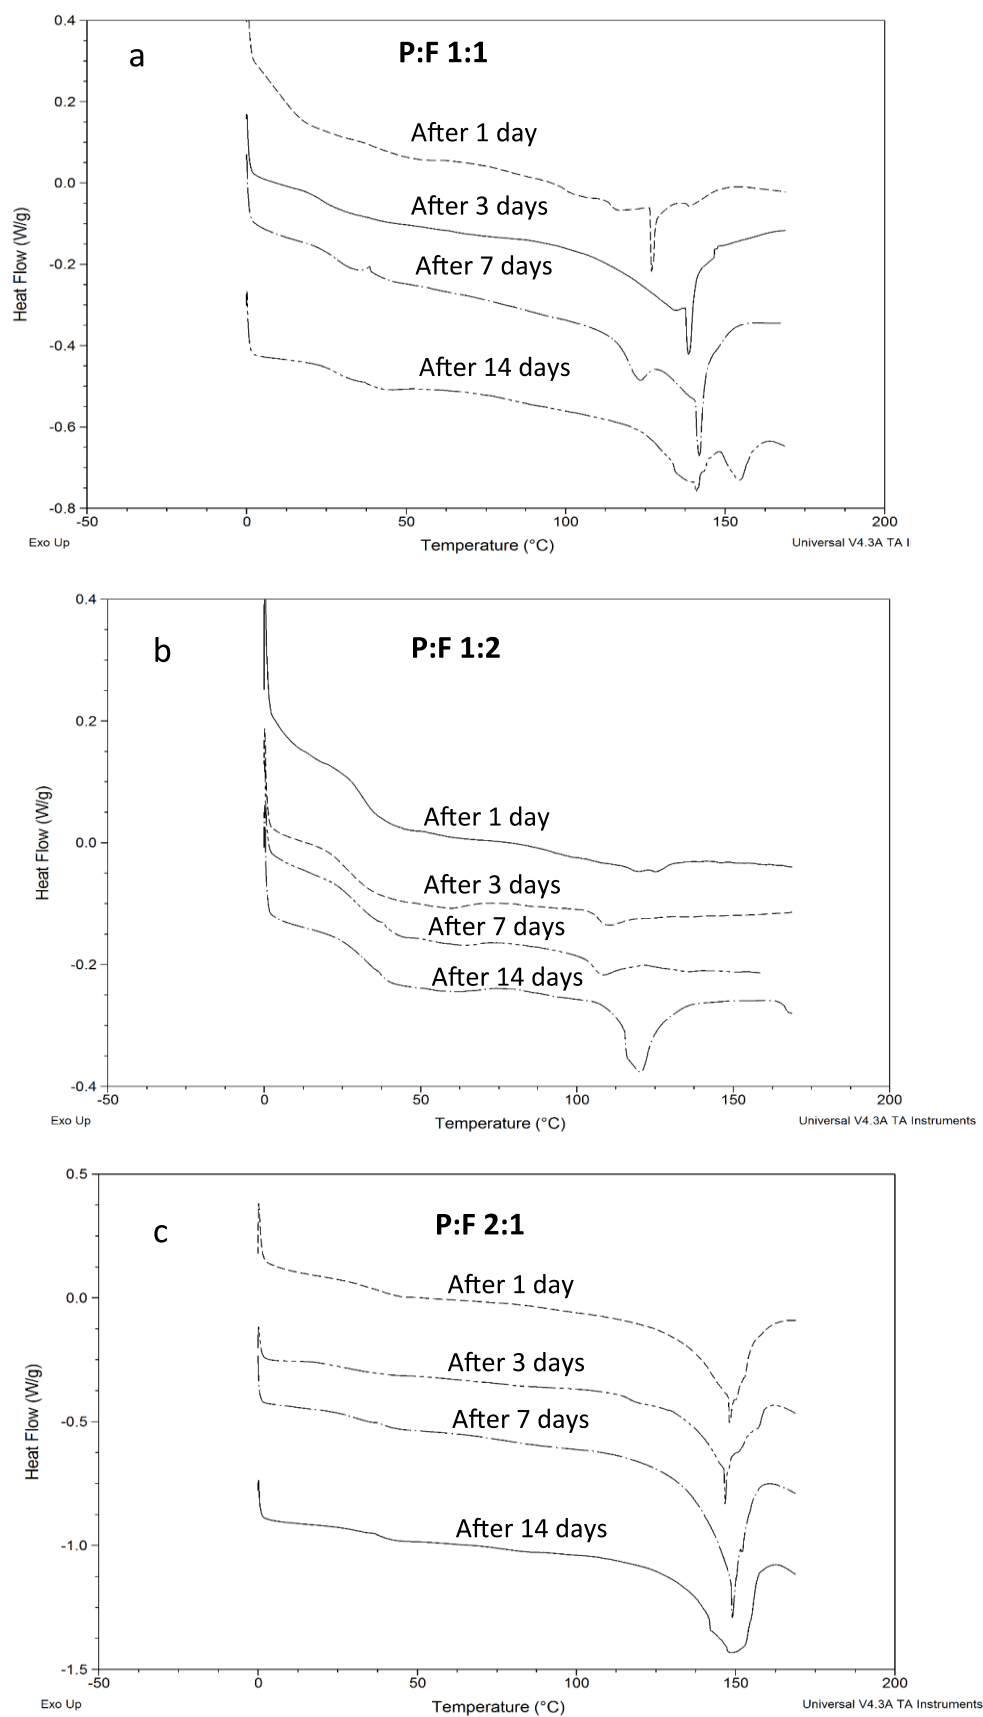 a
P:F 1:1
0.4
0.2
0.0
-0.2
-0.4
-0.6
-0.8
Heat Flow (W/g)
After 1 day
After 3 days
After 7 days
After 14 days
-50
0
50
100
150
200
Exo Up
Temperature (°C)
Universal V4.3A TA I
b
P:F 1:2
0.4
0.2
0.0
-0.2
-0.4
Heat Flow (W/g)
After 1 day
After 3 days
After 7 days
After 14 days
-50
0
50
100
150
200
Exo Up
Temperature (°C)
Universal V4.3A TA Instruments
c
P:F 2:1
0.5
0.0
-0.5
-1.0
-1.5
Heat Flow (W/g)
After 1 day
After 3 days
After 7 days
After 14 days
-50
0
50
100
150
200
Exo Up
Temperature (°C)
Universal V4.3A TA Instruments